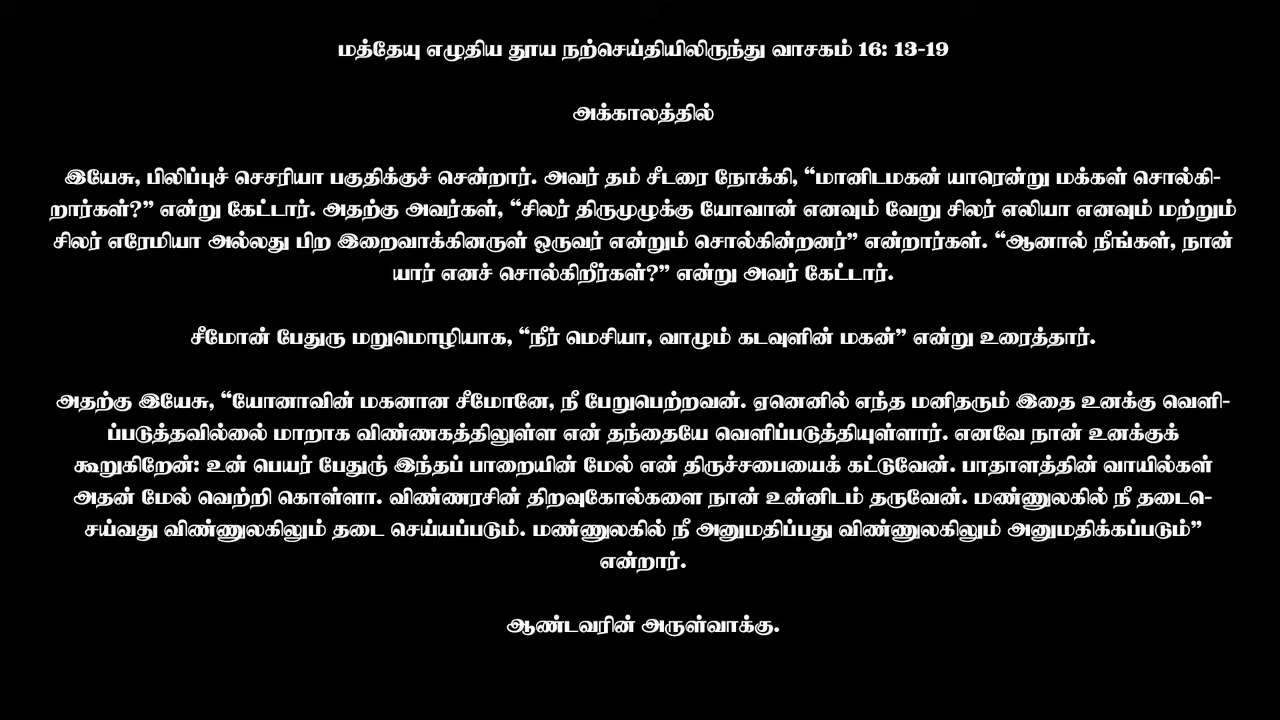 மத்தேயு எழுதிய தூய நற்செய்தியிலிருந்து வாசகம் 16: 13-19
அக்காலத்தில்
இயேசு, பிலிப்புச் செசரியா பகுதிக்குச் சென்றார். அவர் தம் சீடரை நோக்கி, “மானிடமகன் யாரென்று மக்கள் சொல்கி-
றார்கள்?” என்று கேட்டார். அதற்கு அவர்கள், “சிலர் திருமுழுக்கு யோவான் எனவும் வேறு சிலர் எலியா எனவும் மற்றும்
சிலர் எரேமியா அல்லது பிற இறைவாக்கினருள் ஒருவர் என்றும் சொல்கின்றனர்” என்றார்கள். “ஆனால் நீங்கள், நான்
யார் எனச் சொல்கிறீர்கள்?” என்று அவர் கேட்டார்.
சீமோன் பேதுரு மறுமொழியாக, “நீர் மெசியா, வாழும் கடவுளின் மகன்” என்று உரைத்தார்.
அதற்கு இயேசு, “யோனாவின் மகனான சீமோனே, நீ பேறுபெற்றவன். ஏனெனில் எந்த மனிதரும் இதை உனக்கு வெளி-
ப்படுத்தவில்லை் மாறாக விண்ணகத்திலுள்ள என் தந்தையே வெளிப்படுத்தியுள்ளார். எனவே நான் உனக்குக்
கூறுகிறேன்: உன் பெயர் பேதுரு் இந்தப் பாறையின் மேல் என் திருச்சபையைக் கட்டுவேன். பாதாளத்தின் வாயில்கள்
அதன் மேல் வெற்றி கொள்ளா. விண்ணரசின் திறவுகோல்களை நான் உன்னிடம் தருவேன். மண்ணுலகில் நீ தடைசெ-
ய்வது விண்ணுலகிலும் தடை செய்யப்படும். மண்ணுலகில் நீ அனுமதிப்பது விண்ணுலகிலும் அனுமதிக்கப்படும்”
என்றார்.
ஆண்டவரின் அருள்வாக்கு.